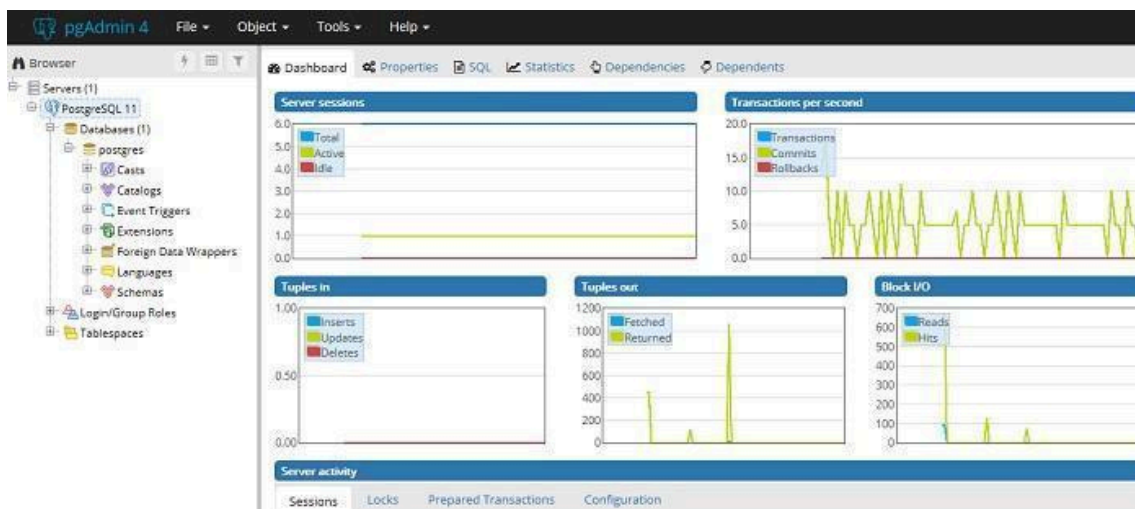 pgAdmin 4 File Object Tools Help
Browser
Servers (1)
PostgreSQL 11
Databases (1)
postgres
Casts
Catalogs
Event Triggers
Extensions
Foreign Data Wrappers
Languages
Schemas
Login/Group Roles
Tablespaces
Dashboard Properties SQL Statistics Dependencies Dependents
Server sessions
6.0
5.0
4.0
3.0
2.0
1.0
0.0
Total
Active
Idle
Transactions per second
20.0
15.0
10.0
5.0
0.0
Transactions
Commits
Rollbacks
Tuples in
1.00
0.50
0.00
Inserts
Updates
Deletes
Tuples out
1200
1000
800
600
400
200
0
Fetched
Returned
Block I/O
700
600
500
400
300
200
100
0
Reads
Hits
Server activity
Sessions Locks Prepared Transactions Configuration